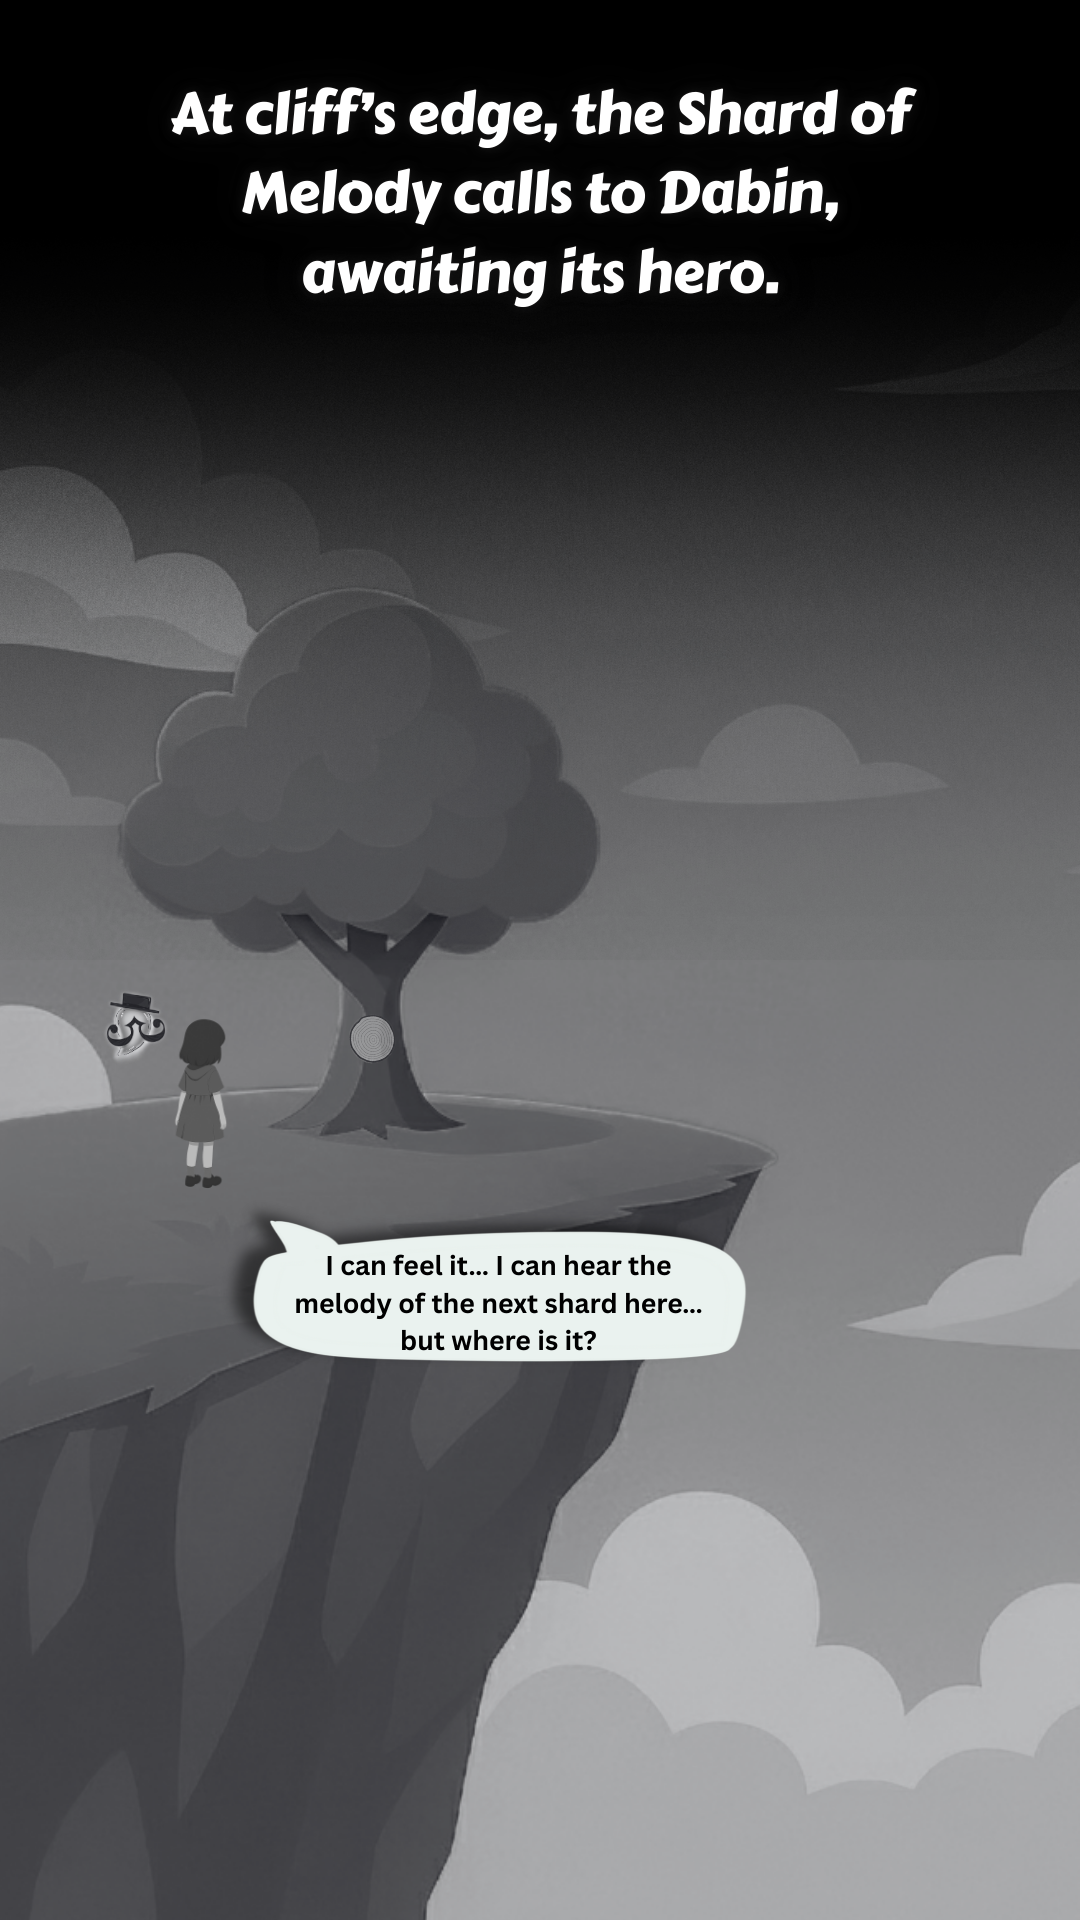 At cliff’s edge, the Shard of
Melody calls to Dabin,
awaiting its hero.
I can feel it... I can hear the
melody of the next shard here...
but where is it?